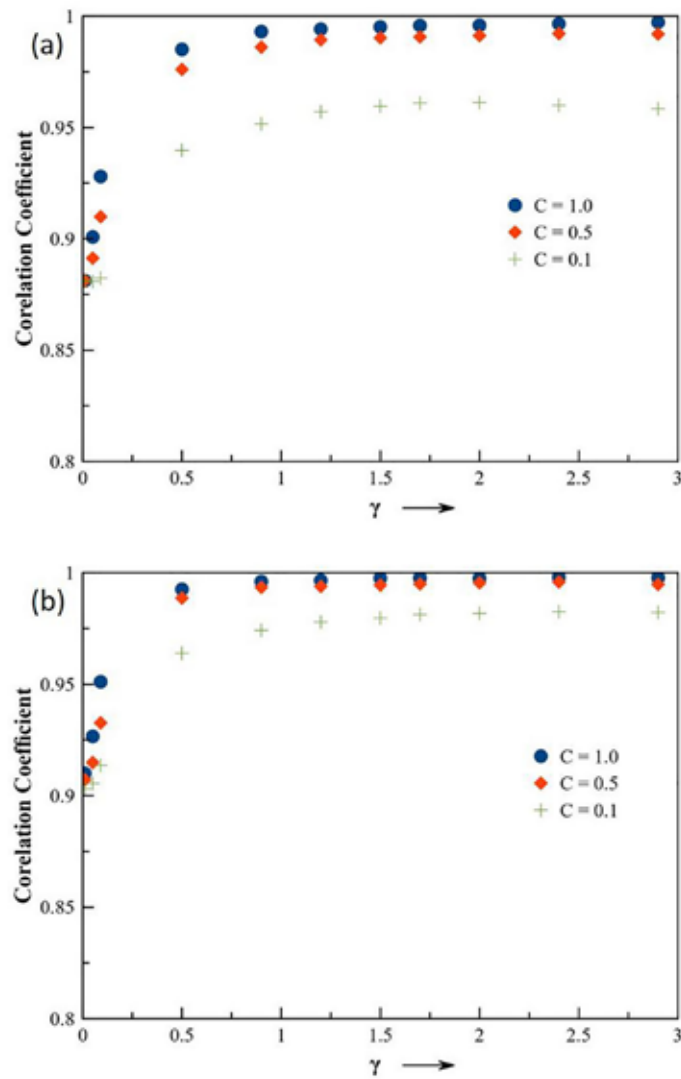 (a)
1
0.95
0.9
0.85
0.8
Corelation Coefficient
C = 1.0
C = 0.5
C = 0.1
0 0.5 1 1.5 2 2.5 3
γ
(b)
1
0.95
0.9
0.85
0.8
Corelation Coefficient
C = 1.0
C = 0.5
C = 0.1
0 0.5 1 1.5 2 2.5 3
γ